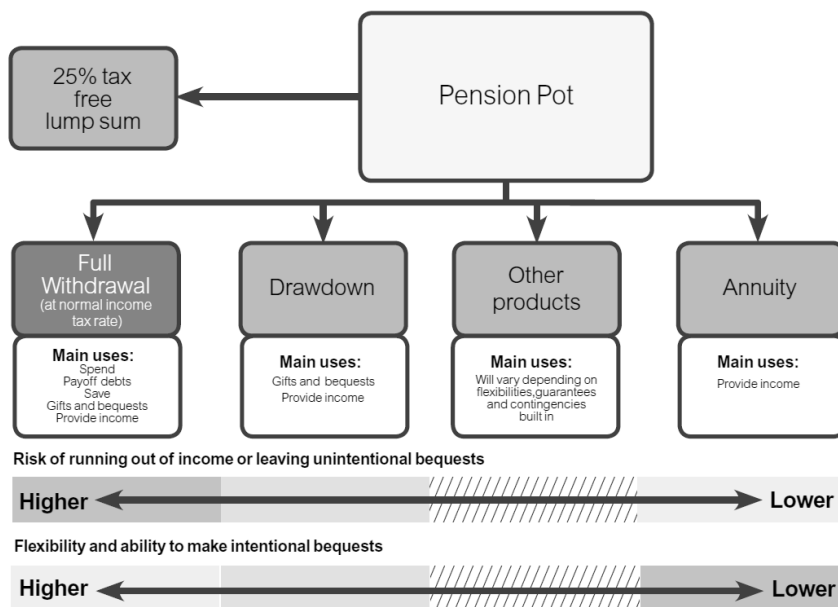 25% tax
free
lump sum
Pension Pot
Full
Withdrawal
(at normal income
tax rate)
Main uses:
Spend
Payoff debts
Save
Gifts and bequests
Provide income
Drawdown
Main uses:
Gifts and bequests
Provide income
Other
products
Main uses:
Will vary depending on
flexibilities,guarantees
and contingencies
built in
Annuity
Main uses:
Provide income
Risk of running out of income or leaving unintentional bequests
Higher
Lower
Flexibility and ability to make intentional bequests
Higher
Lower